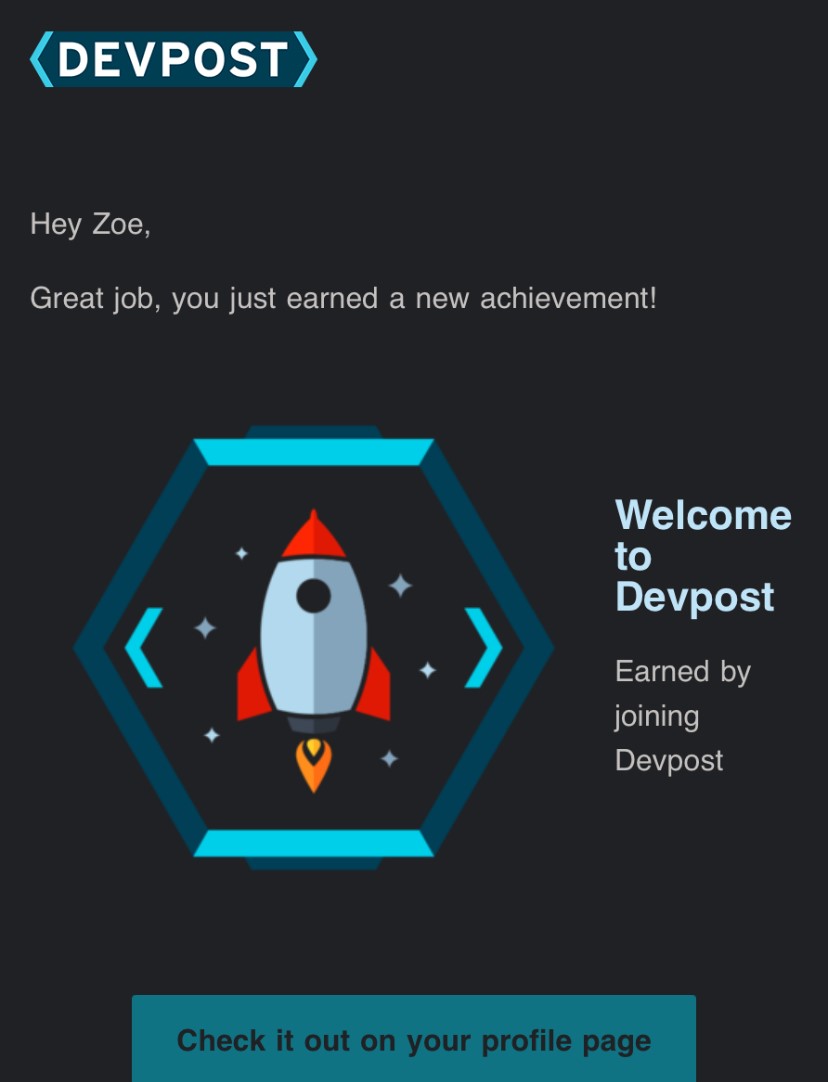 DEVPOST
Hey Zoe,
Great job, you just earned a new achievement!
Welcome
to
Devpost
Earned by
joining
Devpost
Check it out on your profile page